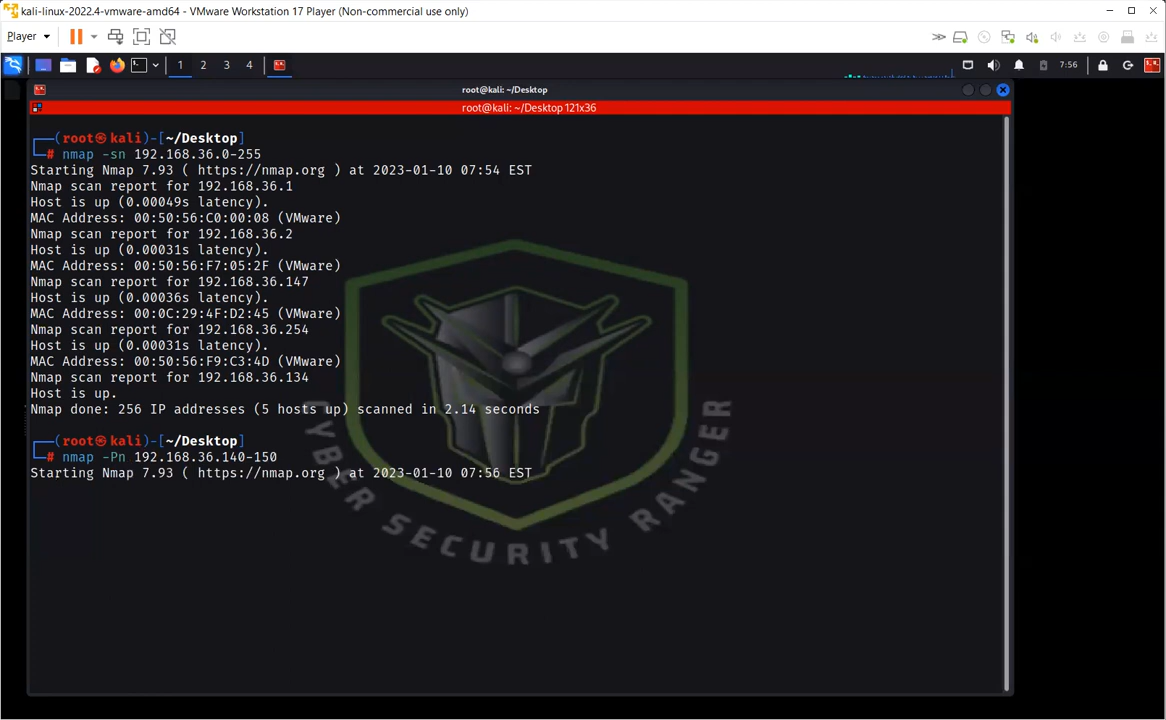 kali-linux-2022.4-vmware-amd64 - VMware Workstation 17 Player (Non-commercial use only)
Player
1 2 3 4
7:56
root@kali: ~/Desktop
root@kali: ~/Desktop 121x36
┌──(root㉿kali)-[~/Desktop]
└─# nmap -sn 192.168.36.0-255
Starting Nmap 7.93 ( https://nmap.org ) at 2023-01-10 07:54 EST
Nmap scan report for 192.168.36.1
Host is up (0.00049s latency).
MAC Address: 00:50:56:C0:00:08 (VMware)
Nmap scan report for 192.168.36.2
Host is up (0.00031s latency).
MAC Address: 00:50:56:F7:05:2F (VMware)
Nmap scan report for 192.168.36.147
Host is up (0.00036s latency).
MAC Address: 00:0C:29:4F:D2:45 (VMware)
Nmap scan report for 192.168.36.254
Host is up (0.00031s latency).
MAC Address: 00:50:56:F9:C3:4D (VMware)
Nmap scan report for 192.168.36.134
Host is up.
Nmap done: 256 IP addresses (5 hosts up) scanned in 2.14 seconds
┌──(root㉿kali)-[~/Desktop]
└─# nmap -Pn 192.168.36.140-150
Starting Nmap 7.93 ( https://nmap.org ) at 2023-01-10 07:56 EST
CYBER SECURITY RANGER